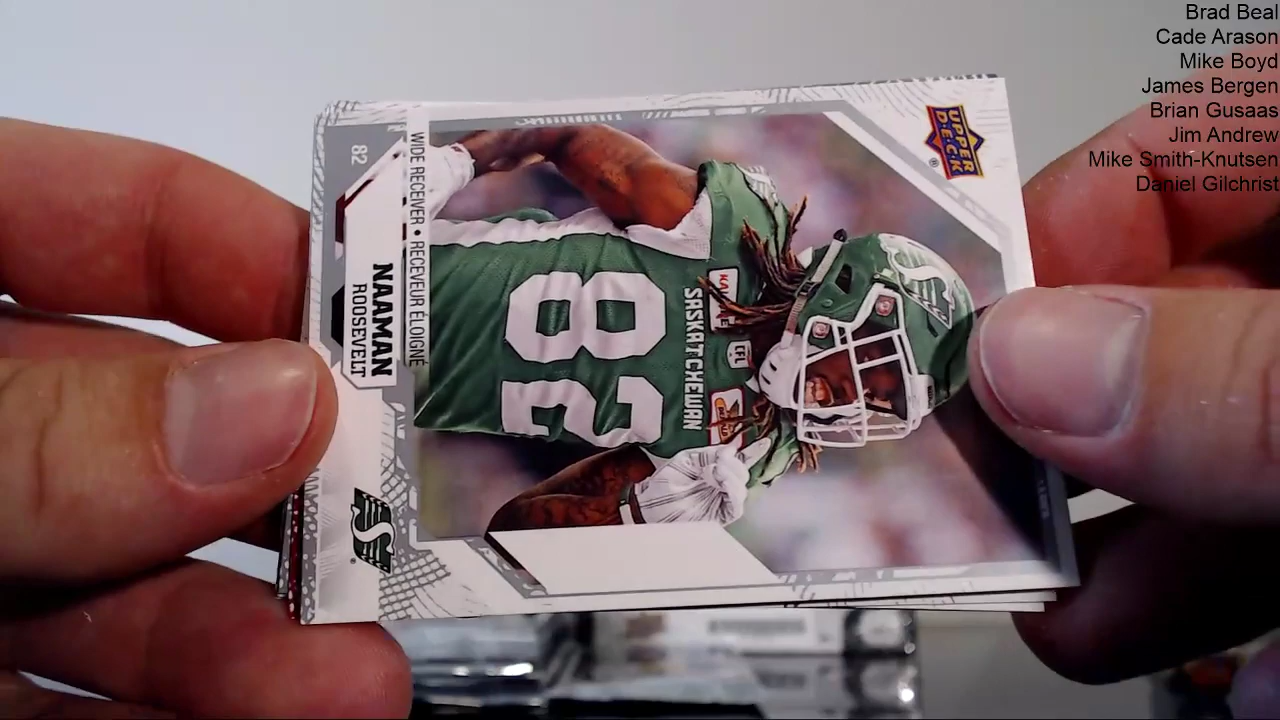 Brad Beal
Cade Arason
Mike Boyd
James Bergen
Brian Gusaas
Jim Andrew
Mike Smith-Knutsen
Daniel Gilchrist
UPPER
DECK
®
82
WIDE RECEIVER • RECEVEUR ÉLOIGNÉ
NAAMAN
ROOSEVELT
SASKATCHEWAN
82
S
S